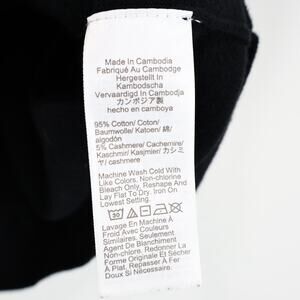 Made In Cambodia
Fabriqué Au Cambodge
Hergestellt In
Kambodscha
Vervaardigd In Cambodja
カンボジア製
hecho en camboya
95% Cotton/ Coton/
Baumwolle/ Katoen/ 綿/
algodón
5% Cashmere/ Cachemire/
Kaschmir/ Kasjmier/ カシミ
ヤ/ cashmere
Machine Wash Cold With
Like Colors. Non-chlorine
Bleach Only, Reshape And
Lay Flat To Dry. Iron On
Lowest Setting.
30
Lavage En Machine À
Froid Avec Couleurs
Similaires. Seulement
Agent De Blanchiment
Non Chloré. Redonner Sa
Forme Originale Et Sécher
À Plat. Repasser À Fer
Doux Si Nécessaire.